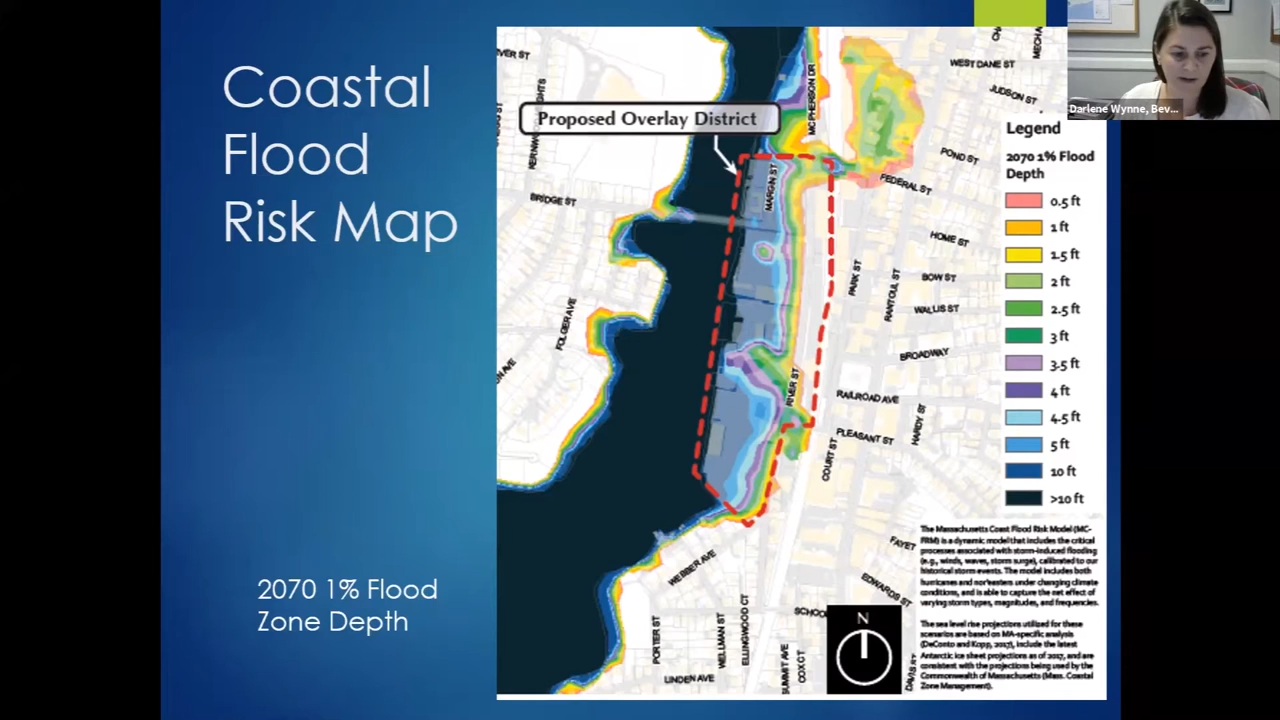 Coastal
Flood
Risk Map
2070 1% Flood
Zone Depth
Proposed Overlay District
MCPHERSON DR
WEST DANE ST
JUDSON ST
POND ST
FEDERAL ST
MARGIN ST
BRIDGE ST
HOME ST
BOW ST
WALLIS ST
PARK ST
RANTOUL ST
BROADWAY
FOLGER AVE
RIVER ST
RAILROAD AVE
HARDY ST
PLEASANT ST
COURT ST
WEBBER AVE
EDWARDS ST
PORTER ST
WELLMAN ST
ELLINGWOOD CT
COX CT
LINDEN AVE
N
Darlene Wynne, Bev...
Legend
2070 1% Flood
Depth
0.5 ft
1 ft
1.5 ft
2 ft
2.5 ft
3 ft
3.5 ft
4 ft
4.5 ft
5 ft
10 ft
>10 ft
The Massachusetts Coast Flood Risk Model (MC-
FRM) is a dynamic model that includes the critical
processes associated with storm-induced flooding
(e.g., winds, waves, storm surge), calibrated to our
historical storm events. The model includes both
hurricanes and nor'easters under changing climate
conditions, and is able to capture the net effect of
varying storm types, magnitudes, and frequencies.
The sea level rise projections utilized for these
scenarios are based on MA-specific analysis
(DeConto and Kopp, 2017), include the latest
Antarctic ice sheet projections as of 2017, and are
consistent with the projections being used by the
Commonwealth of Massachusetts (Mass. Coastal
Zone Management).